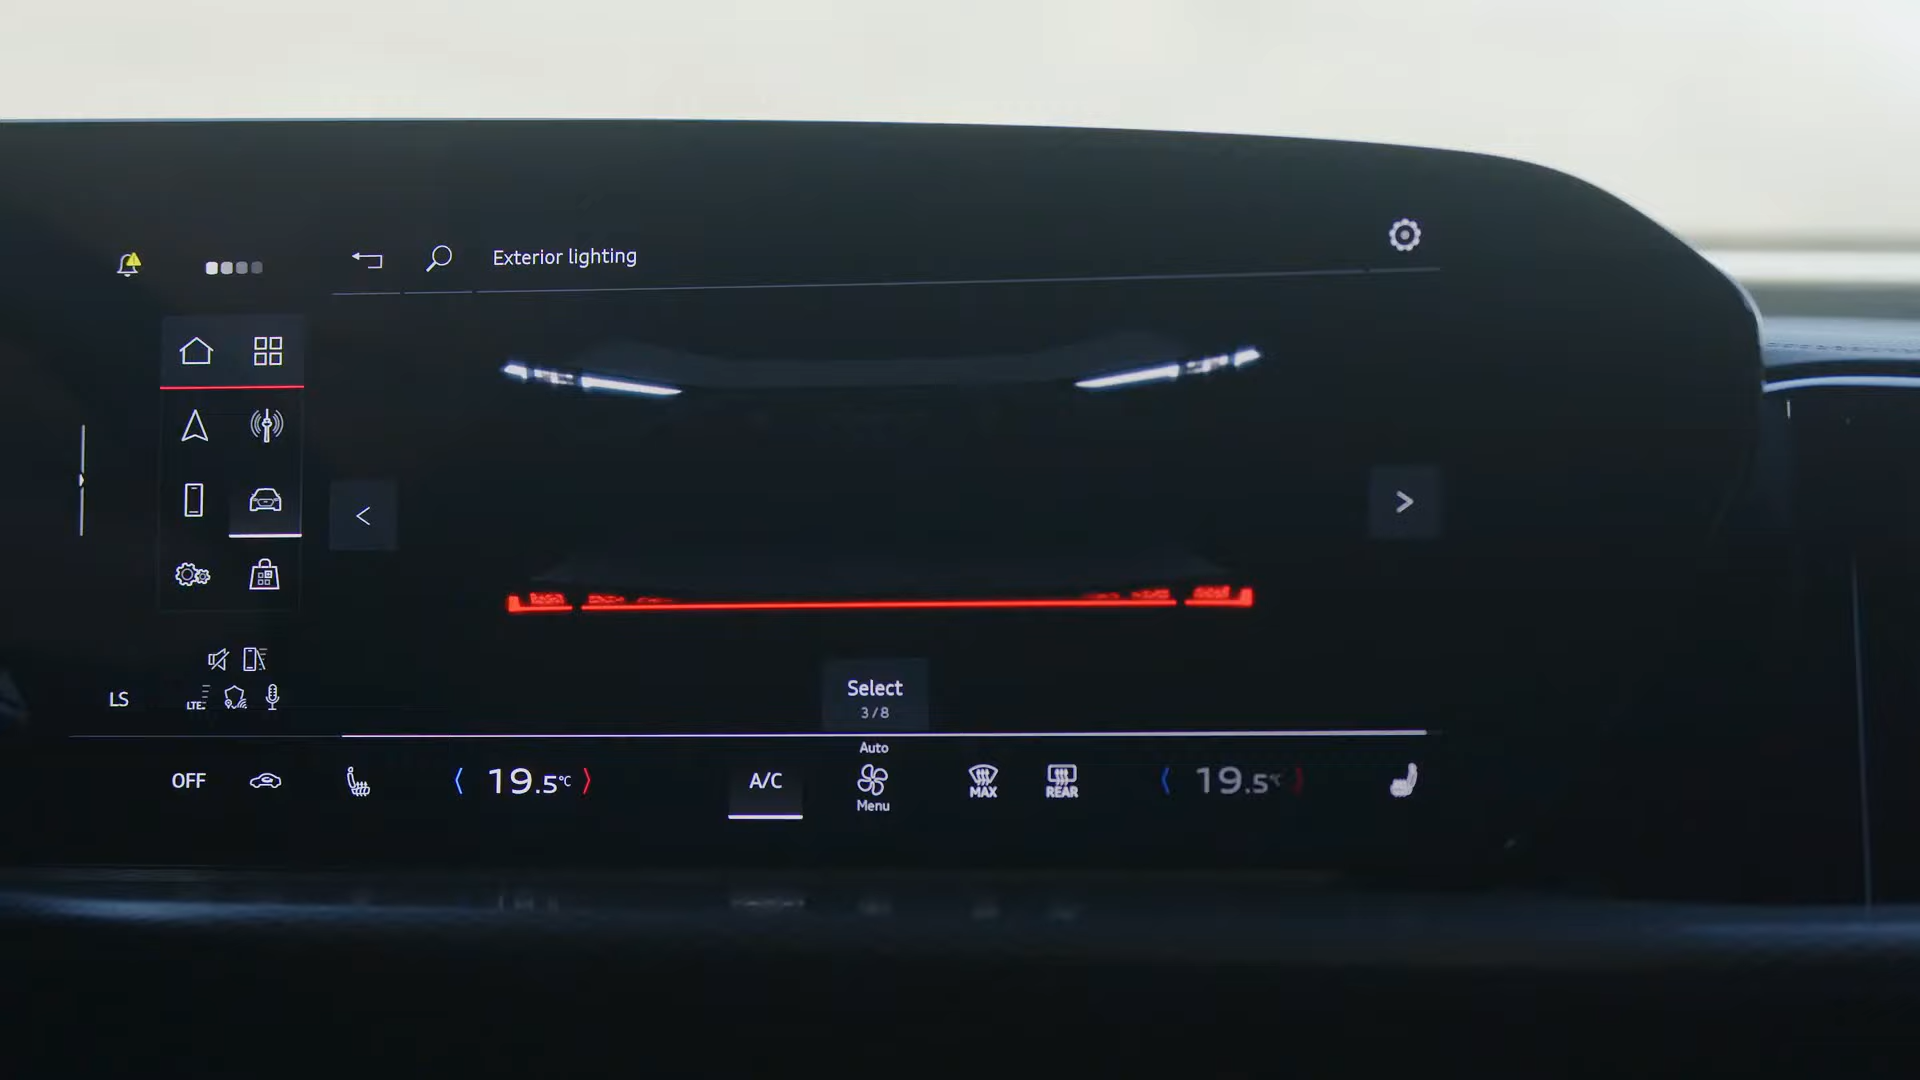 Exterior lighting
LS
LTE
Select
3/8
Auto
OFF
19.5°C
A/C
Menu
MAX
REAR
19.5°C